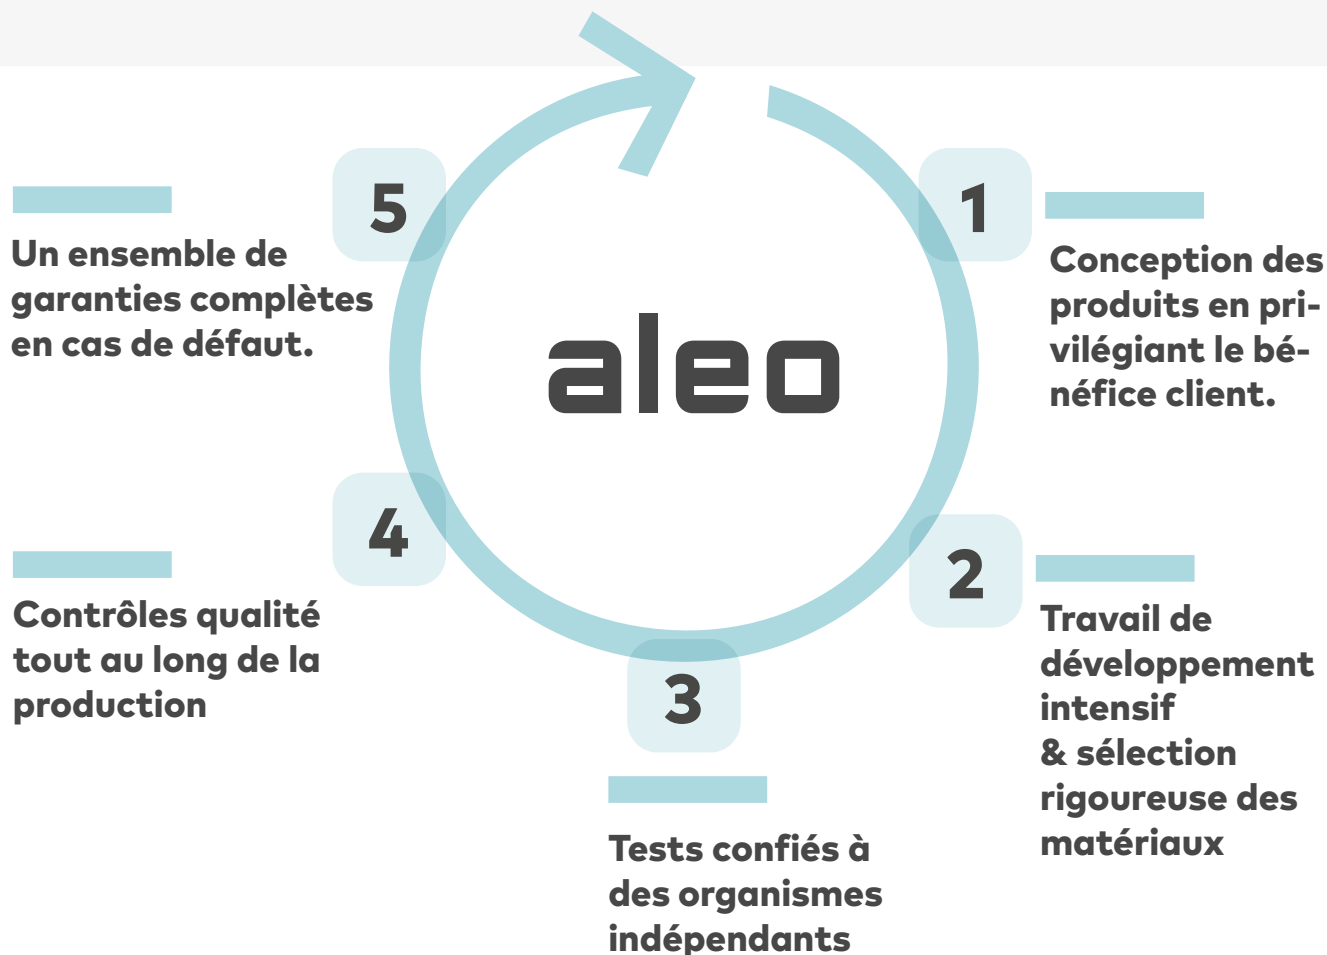 1
Conception des
produits en pri-
vilégiant le bé-
néfice client.
2
Travail de
développement
intensif
& sélection
rigoureuse des
matériaux
3
Tests confiés à
des organismes
indépendants
4
Contrôles qualité
tout au long de la
production
5
Un ensemble de
garanties complètes
en cas de défaut.
aleo